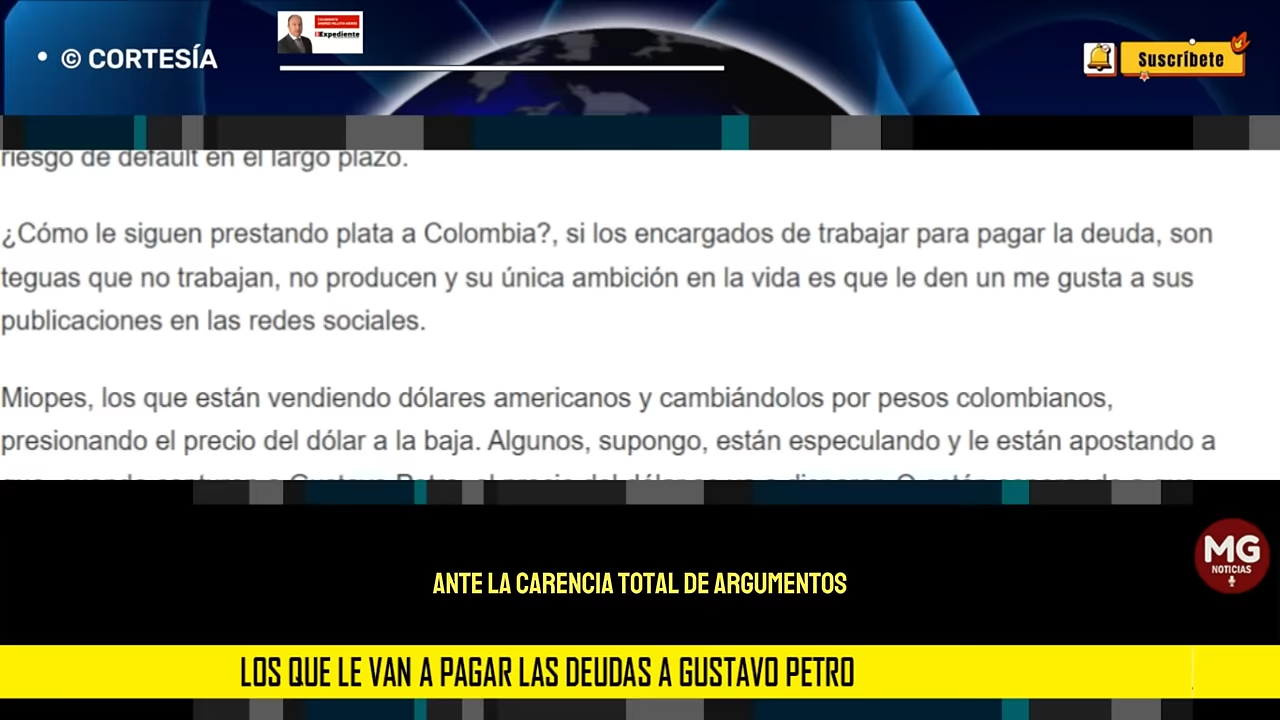 • © CORTESÍA
Expediente
Suscríbete
riesgo de default en el largo plazo.
¿Cómo le siguen prestando plata a Colombia?, si los encargados de trabajar para pagar la deuda, son
teguas que no trabajan, no producen y su única ambición en la vida es que le den un me gusta a sus
publicaciones en las redes sociales.
Miopes, los que están vendiendo dólares americanos y cambiándolos por pesos colombianos,
presionando el precio del dólar a la baja. Algunos, supongo, están especulando y le están apostando a
MG
NOTICIAS
ANTE LA CARENCIA TOTAL DE ARGUMENTOS
LOS QUE LE VAN A PAGAR LAS DEUDAS A GUSTAVO PETRO